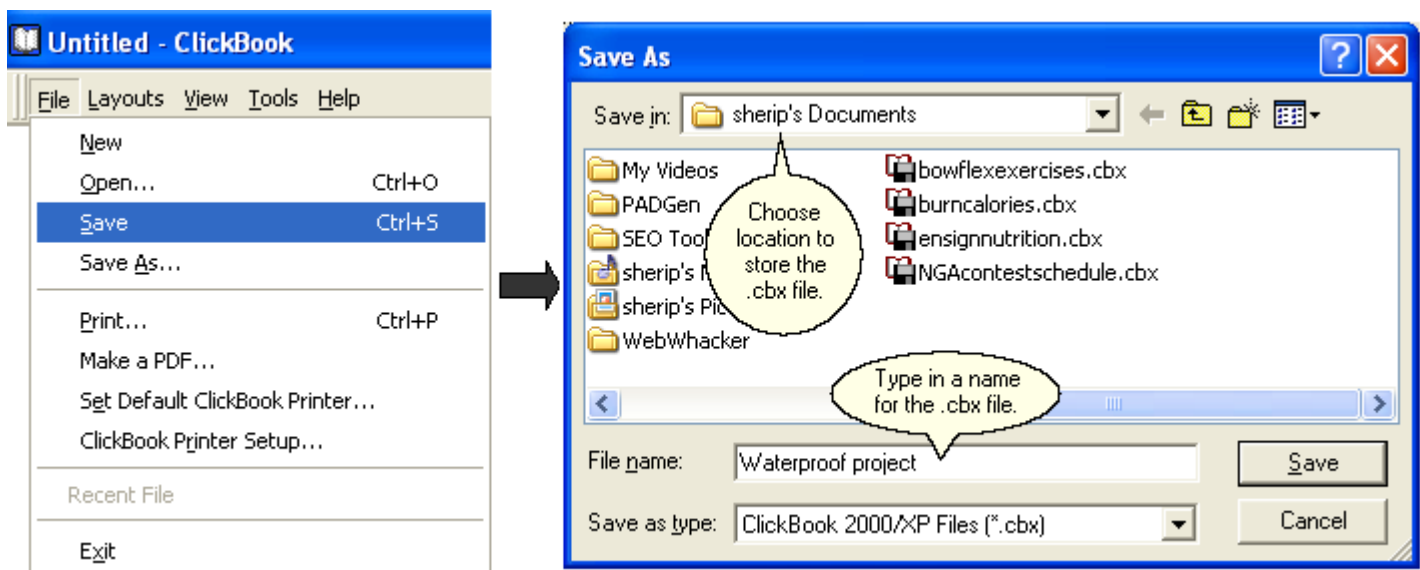 Untitled - ClickBook
File Layouts View Tools Help
New
Open... Ctrl+O
Save Ctrl+S
Save As...
Print... Ctrl+P
Make a PDF...
Set Default ClickBook Printer...
ClickBook Printer Setup...
Recent File
Exit
Save As
Save in: sherip's Documents
My Videos
PADGen
SEO Tool
sherip's
sherip's Pic
WebWhacker
bowflexexercises.cbx
burncalories.cbx
ensignnutrition.cbx
NGAcontestschedule.cbx
Choose
location to
store the
.cbx file.
Type in a name
for the .cbx file.
File name: Waterproof project
Save
Save as type: ClickBook 2000/XP Files (*.cbx)
Cancel